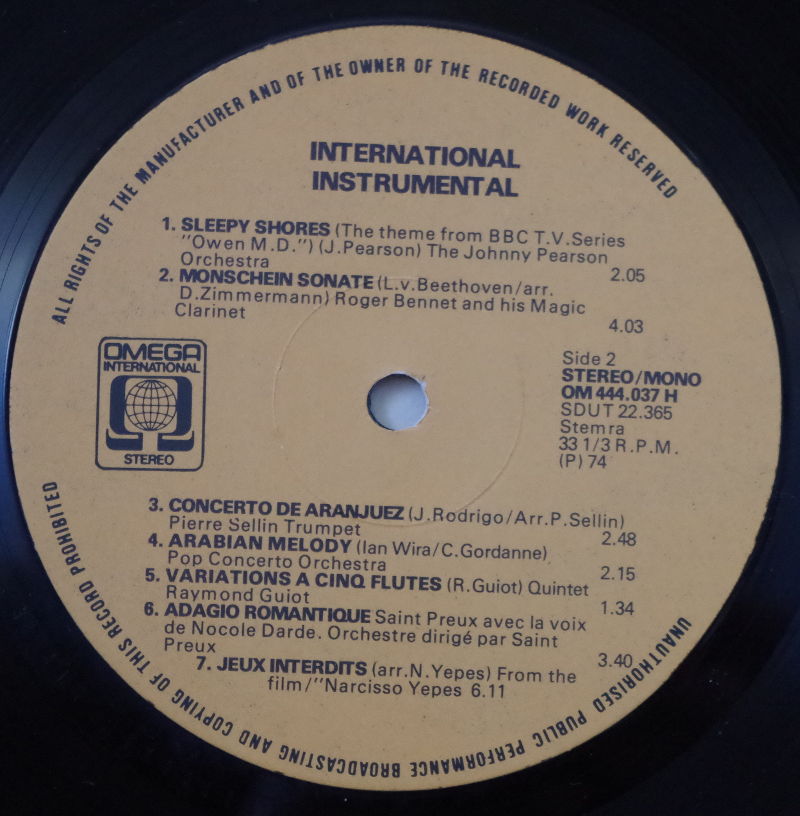 ALL RIGHTS OF THE MANUFACTURER AND OF THE OWNER OF THE RECORDED WORK RESERVED
INTERNATIONAL
INSTRUMENTAL
1. SLEEPY SHORES (The theme from BBC T.V.Series
"Owen M.D.") (J.Pearson) The Johnny Pearson
Orchestra 2.05
2. MONSCHEIN SONATE (L.v.Beethoven/arr.
D.Zimmermann) Roger Bennet and his Magic
Clarinet 4.03
OMEGA
INTERNATIONAL
STEREO
Side 2
STEREO/MONO
OM 444.037 H
SDUT 22.365
Stemra
33 1/3 R.P.M.
(P) 74
3. CONCERTO DE ARANJUEZ (J.Rodrigo/Arr.P.Sellin)
Pierre Sellin Trumpet 2.48
4. ARABIAN MELODY (Ian Wira/C.Gordanne)
Pop Concerto Orchestra 2.15
5. VARIATIONS A CINQ FLUTES (R.Guiot) Quintet
Raymond Guiot 1.34
6. ADAGIO ROMANTIQUE Saint Preux avec la voix
de Nocole Darde. Orchestre dirigé par Saint
Preux 3.40
7. JEUX INTERDITS (arr.N.Yepes) From the
film/"Narcisso Yepes 6.11
UNAUTHORISED PUBLIC PERFORMANCE BROADCASTING AND COPYING OF THIS RECORD PROHIBITED